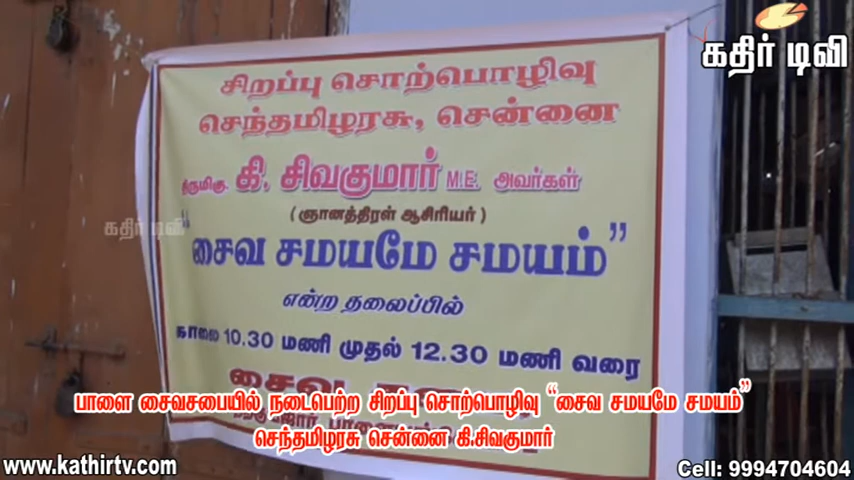 கதிர் டிவி
சிறப்பு சொற்பொழிவு
செந்தமிழரசு, சென்னை
திருமிகு. கி. சிவகுமார் M.E. அவர்கள்
(ஞானத்திரள் ஆசிரியர்)
கதிர் டிவி
"சைவ சமயமே சமயம்"
என்ற தலைப்பில்
காலை 10.30 மணி முதல் 12.30 மணி வரை
சைவ
பாளை சைவசபையில் நடைபெற்ற சிறப்பு சொற்பொழிவு “சைவ சமயமே சமயம்”
செந்தமிழரசு சென்னை கி.சிவகுமார்
www.kathirtv.com
Cell: 9994704604